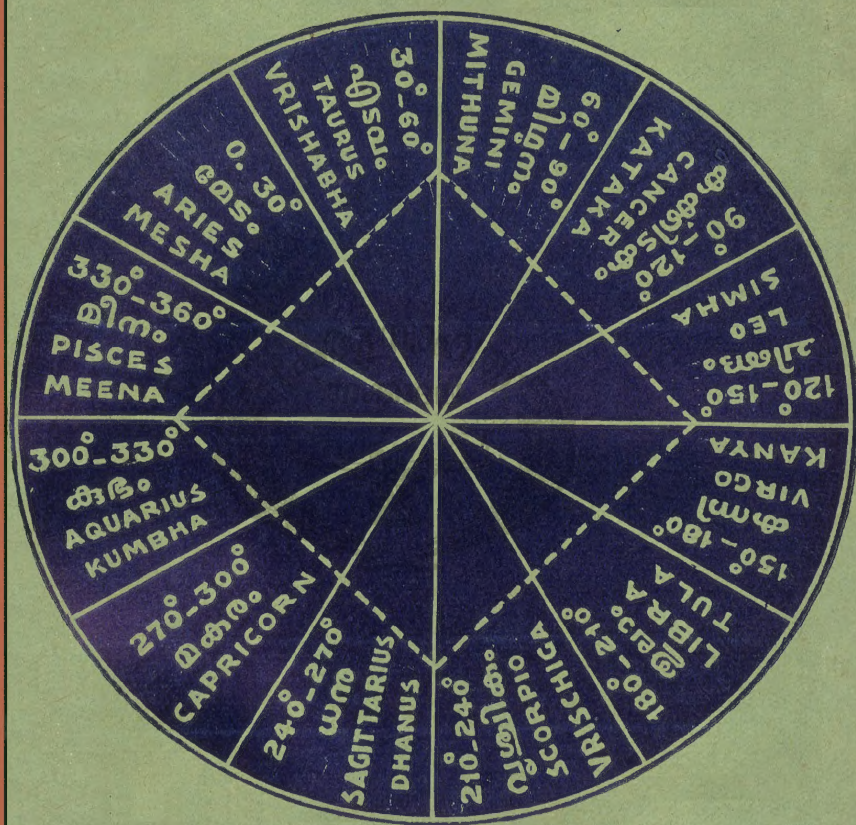 0. 30°
മേടം
ARIES
MESHA
30°-60°
എടവം
TAURUS
VRISHABHA
60°-90°
മിഥുനം
GEMINI
MITHUNA
90°-120°
കര്‍ക്കിടകം
CANCER
KATAKA
120°-150°
ചിങ്ങം
LEO
SIMHA
150°-180°
കന്നി
VIRGO
KANYA
180°-210°
തുലാം
LIBRA
TULA
210°-240°
വൃശ്ചികം
SCORPIO
VRISCHIGA
240°-270°
ധനു
SAGITTARIUS
DHANUS
270°-300°
മകരം
CAPRICORN
300°-330°
കുംഭം
AQUARIUS
KUMBHA
330°-360°
മീനം
PISCES
MEENA